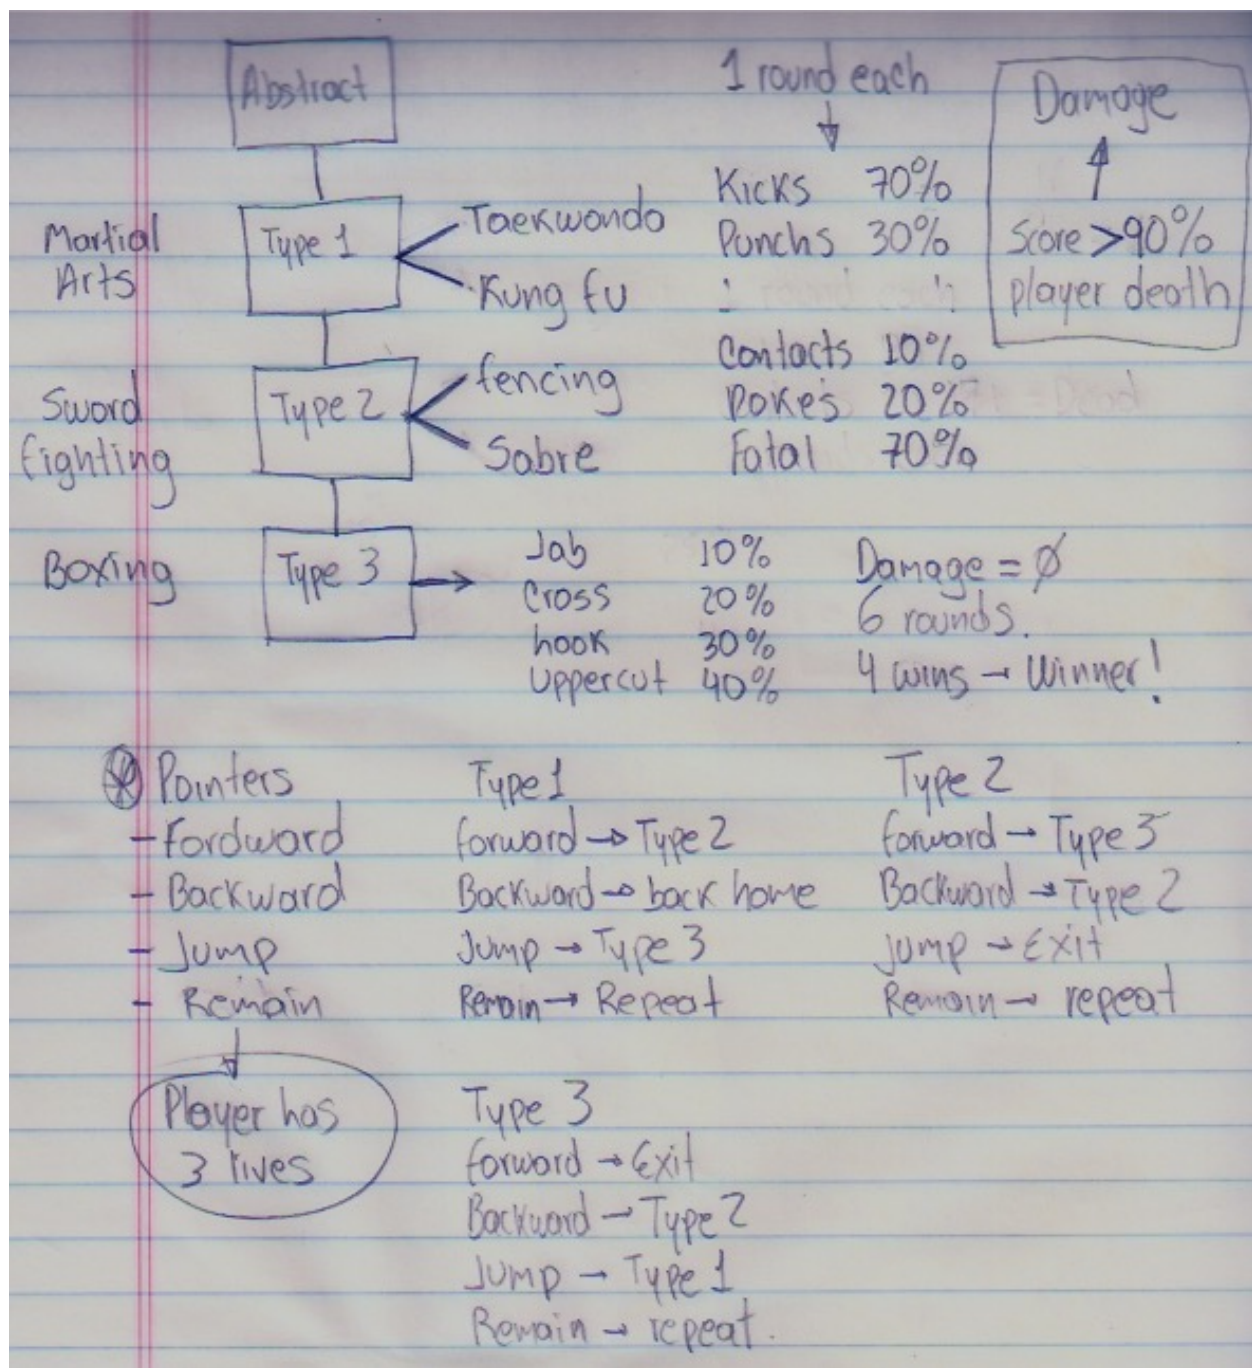 Abstract
1 round each
Damage
Score >90%
player death
Martial
Arts
Type 1
Taekwondo
Kung fu
Kicks 70%
Punchs 30%
: :
Sword
fighting
Type 2
fencing
Sabre
Contacts 10%
Pokes 20%
Fatal 70%
Boxing
Type 3
Jab 10%
Cross 20%
hook 30%
Uppercut 40%
Damage = Ø
6 rounds.
4 wins → Winner!
Pointers
- Fordward
- Backward
- Jump
- Remain
Player has
3 lives
Type 1
forward → Type 2
Backward → back home
Jump → Type 3
Remain → Repeat
Type 2
forward → Type 3
Backward → Type 2
jump → Exit
Remain → repeat
Type 3
forward → Exit
Backward → Type 2
Jump → Type 1
Remain → repeat.